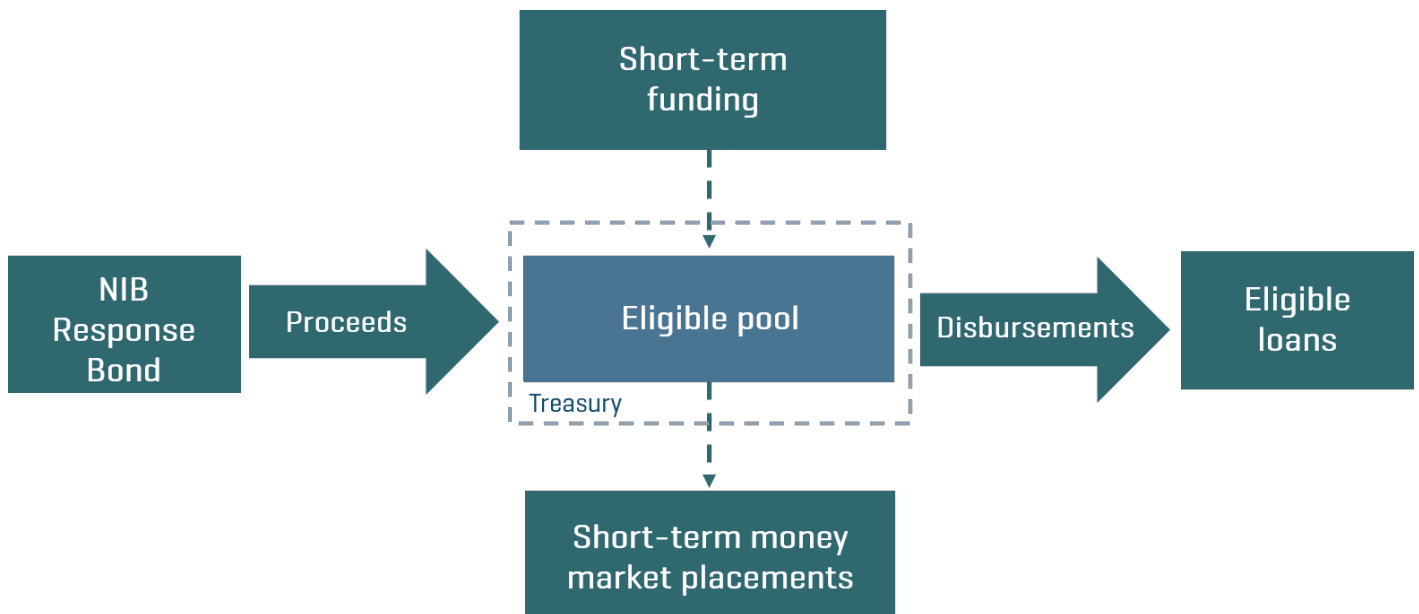 Short-term
funding
NIB
Response
Bond
Proceeds
Eligible pool
Treasury
Disbursements
Eligible
loans
Short-term money
market placements